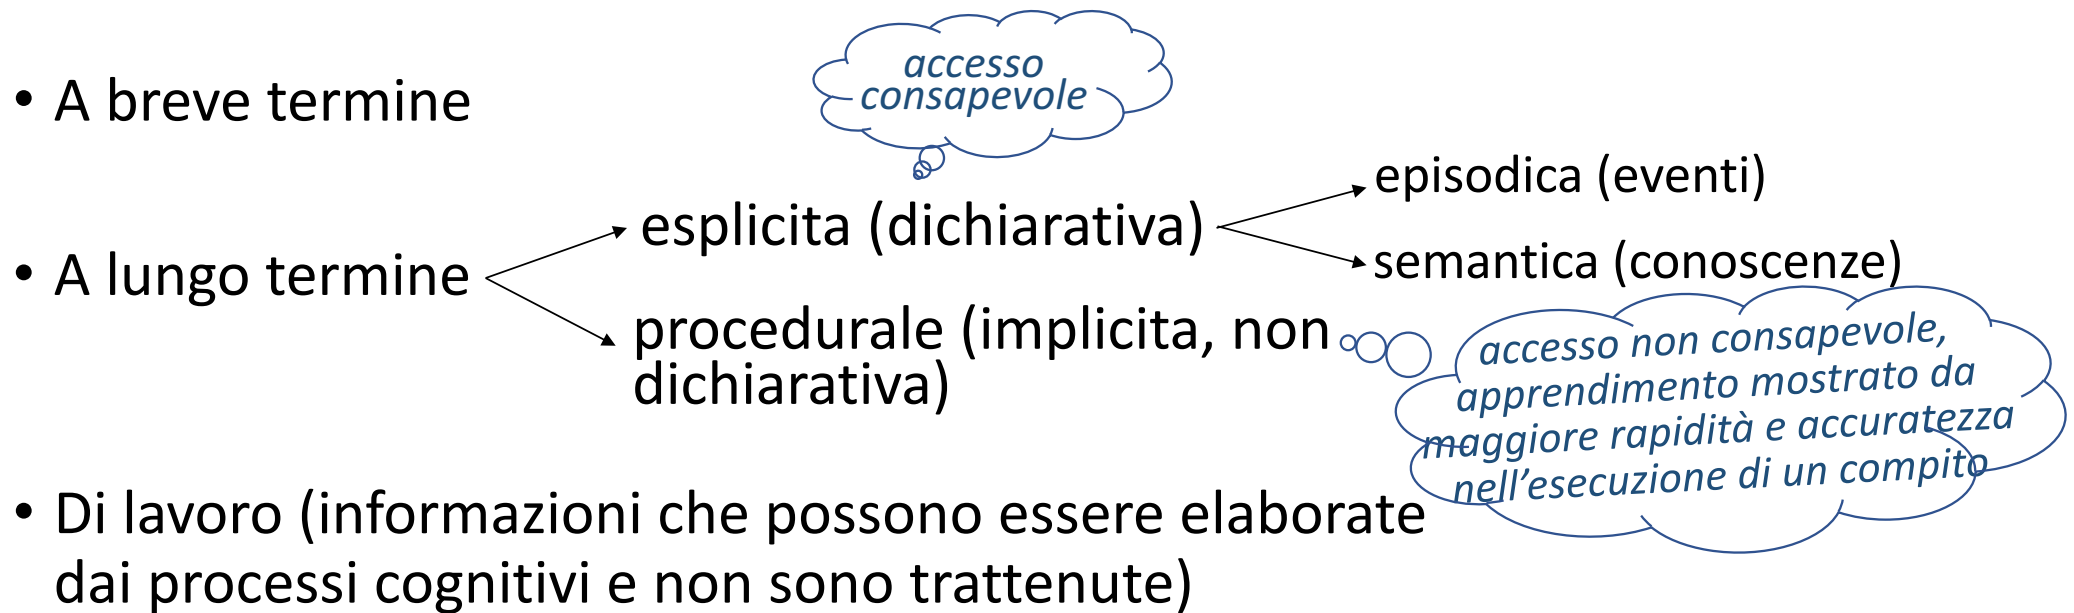 accesso
consapevole
• A breve termine
episodica (eventi)
esplicita (dichiarativa)
semantica (conoscenze)
• A lungo termine
procedurale (implicita, non
dichiarativa)
accesso non consapevole,
apprendimento mostrato da
maggiore rapidità e accuratezza
nell’esecuzione di un compito
• Di lavoro (informazioni che possono essere elaborate
dai processi cognitivi e non sono trattenute)